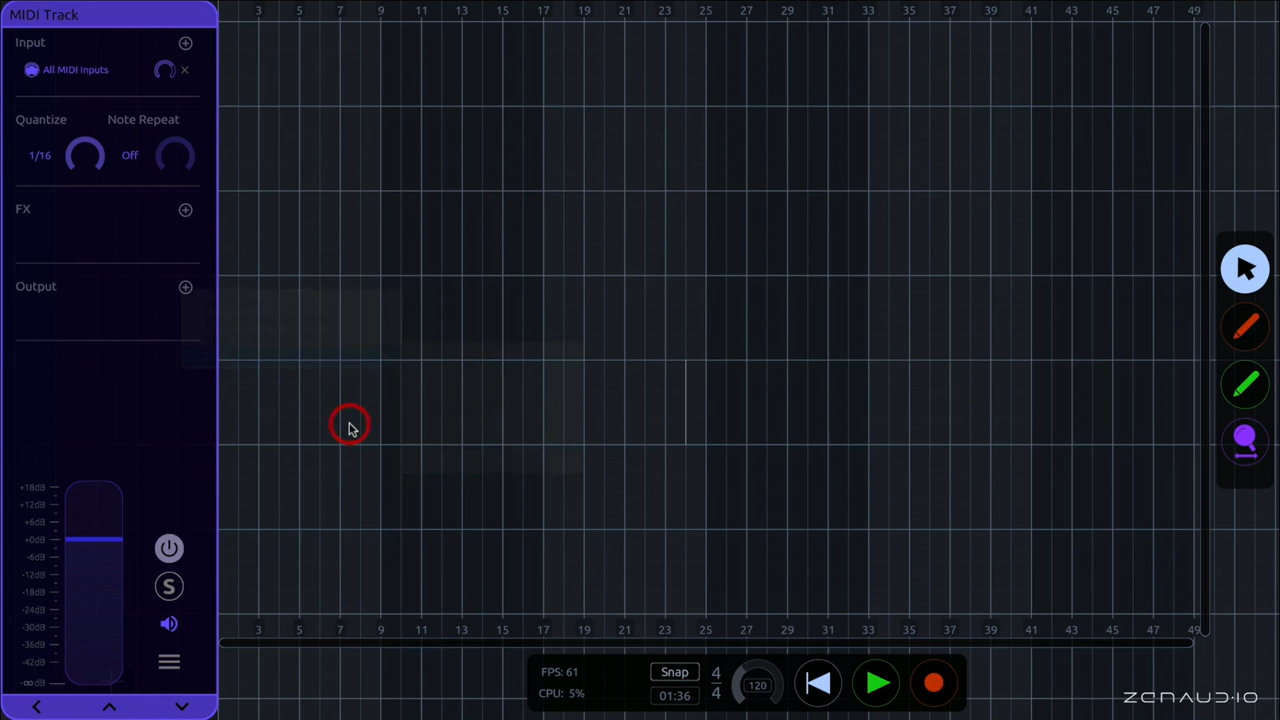 MIDI Track
3 5 7 9 11 13 15 17 19 21 23 25 27 29 31 33 35 37 39 41 43 45 47 49
Input
All MIDI Inputs
Quantize Note Repeat
1/16 Off
FX
Output
+18dB
+12dB
+6dB
+0dB
-6dB
-12dB
-18dB
-24dB
-30dB
-36dB
-42dB
-∞dB
S
3 5 7 9 11 13 15 17 19 21 23 25 27 29 31 33 35 37 39 41 43 45 47 49
FPS: 61
CPU: 5%
Snap
01:36
4
4
120
ZENAUDIO